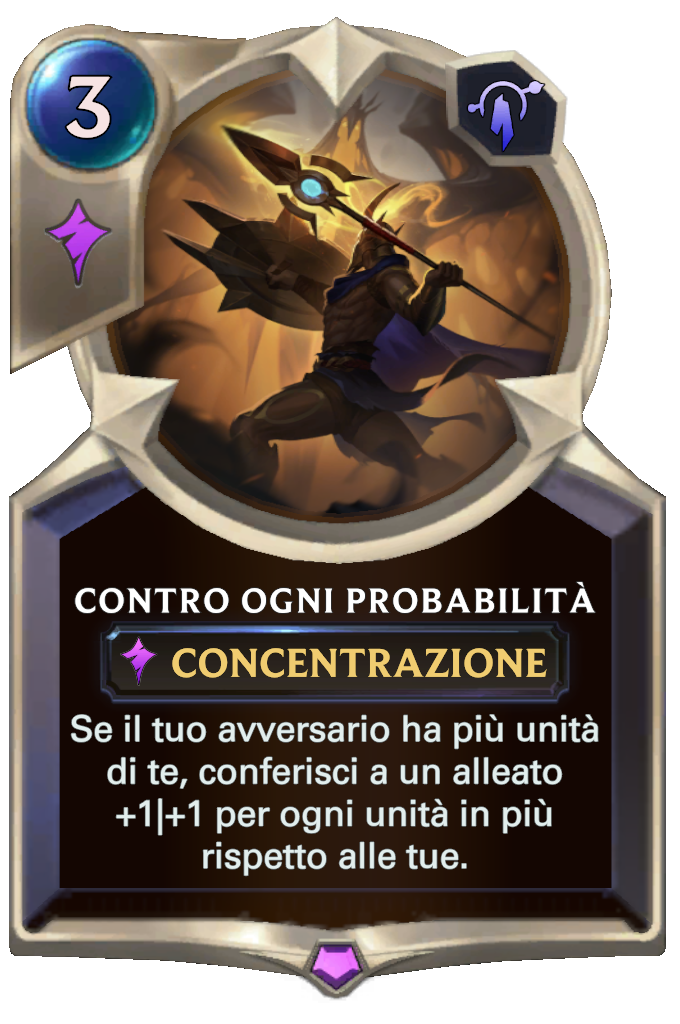 3
CONTRO OGNI PROBABILITÀ
CONCENTRAZIONE
Se il tuo avversario ha più unità
di te, conferisci a un alleato
+1|+1 per ogni unità in più
rispetto alle tue.